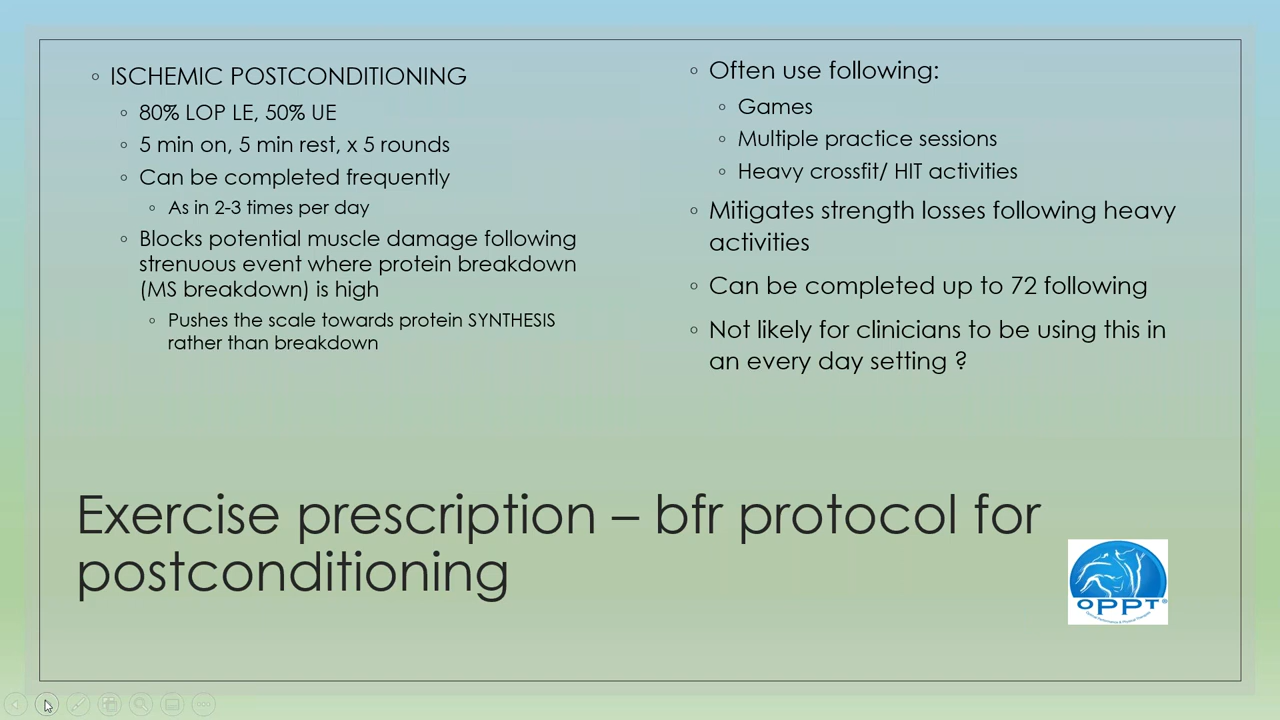 ISCHEMIC POSTCONDITIONING
80% LOP LE, 50% UE
5 min on, 5 min rest, x 5 rounds
Can be completed frequently
As in 2-3 times per day
Blocks potential muscle damage following
strenuous event where protein breakdown
(MS breakdown) is high
Pushes the scale towards protein SYNTHESIS
rather than breakdown
Often use following:
Games
Multiple practice sessions
Heavy crossfit/ HIT activities
Mitigates strength losses following heavy
activities
Can be completed up to 72 following
Not likely for clinicians to be using this in
an every day setting ?
Exercise prescription – bfr protocol for
postconditioning
OPPT